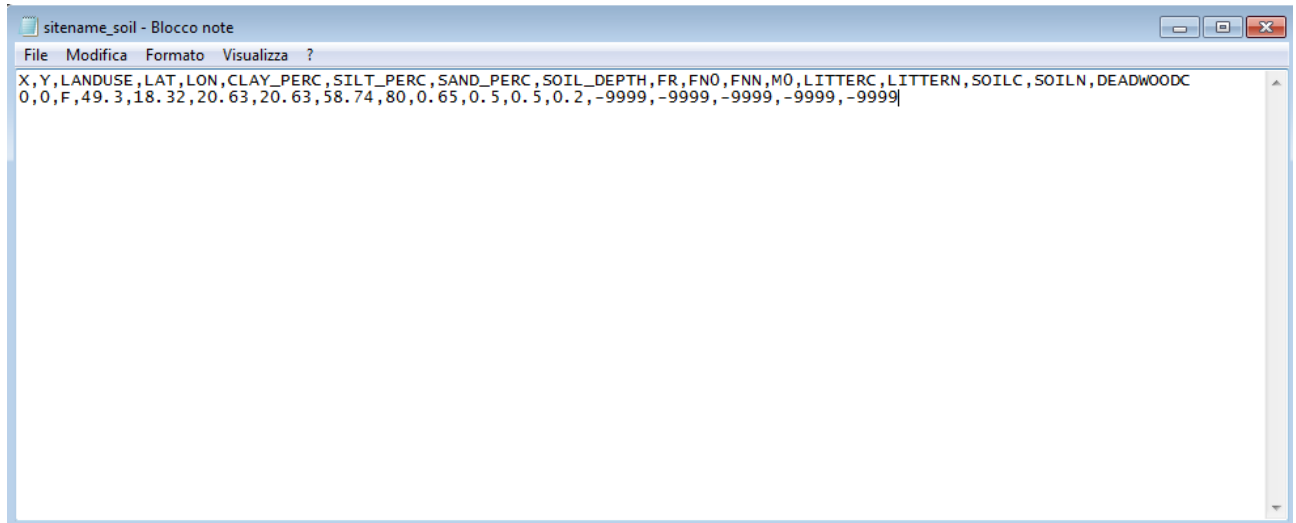 sitename_soil - Blocco note
File Modifica Formato Visualizza ?
X,Y,LANDUSE,LAT,LON,CLAY_PERC,SILT_PERC,SAND_PERC,SOIL_DEPTH,FR,FN0,FNN,M0,LITTERC,LITTERN,SOILC,SOILN,DEADWOODC
0,0,F,49.3,18.32,20.63,20.63,58.74,80,0.65,0.5,0.5,0.2,-9999,-9999,-9999,-9999,-9999